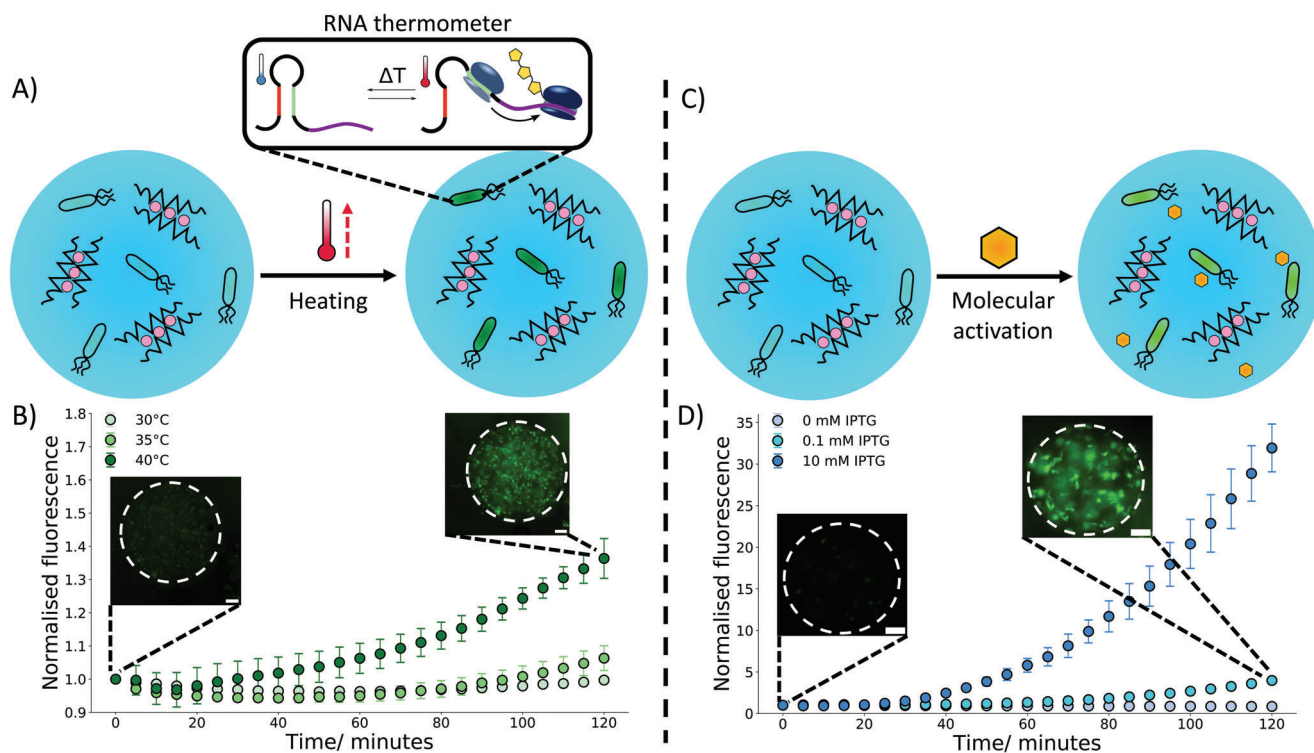 RNA thermometer
A)
ΔT
Heating
B)
Normalised fluorescence
1.8
1.7
1.6
1.5
1.4
1.3
1.2
1.1
1.0
0.9
30°C
35°C
40°C
0
20
40
60
80
100
120
Time/ minutes
C)
Molecular
activation
D)
Normalised fluorescence
35
30
25
20
15
10
5
0
0 mM IPTG
0.1 mM IPTG
10 mM IPTG
0
20
40
60
80
100
120
Time/ minutes